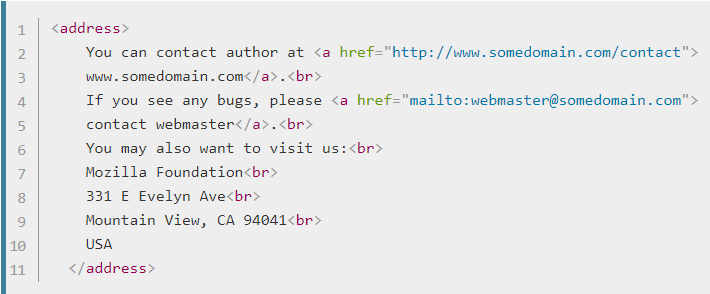 1 <address>
2 You can contact author at <a href="http://www.somedomain.com/contact">
3 www.somedomain.com</a>.<br>
4 If you see any bugs, please <a href="mailto:webmaster@somedomain.com">
5 contact webmaster</a>.<br>
6 You may also want to visit us:<br>
7 Mozilla Foundation<br>
8 331 E Evelyn Ave<br>
9 Mountain View, CA 94041<br>
10 USA
11 </address>